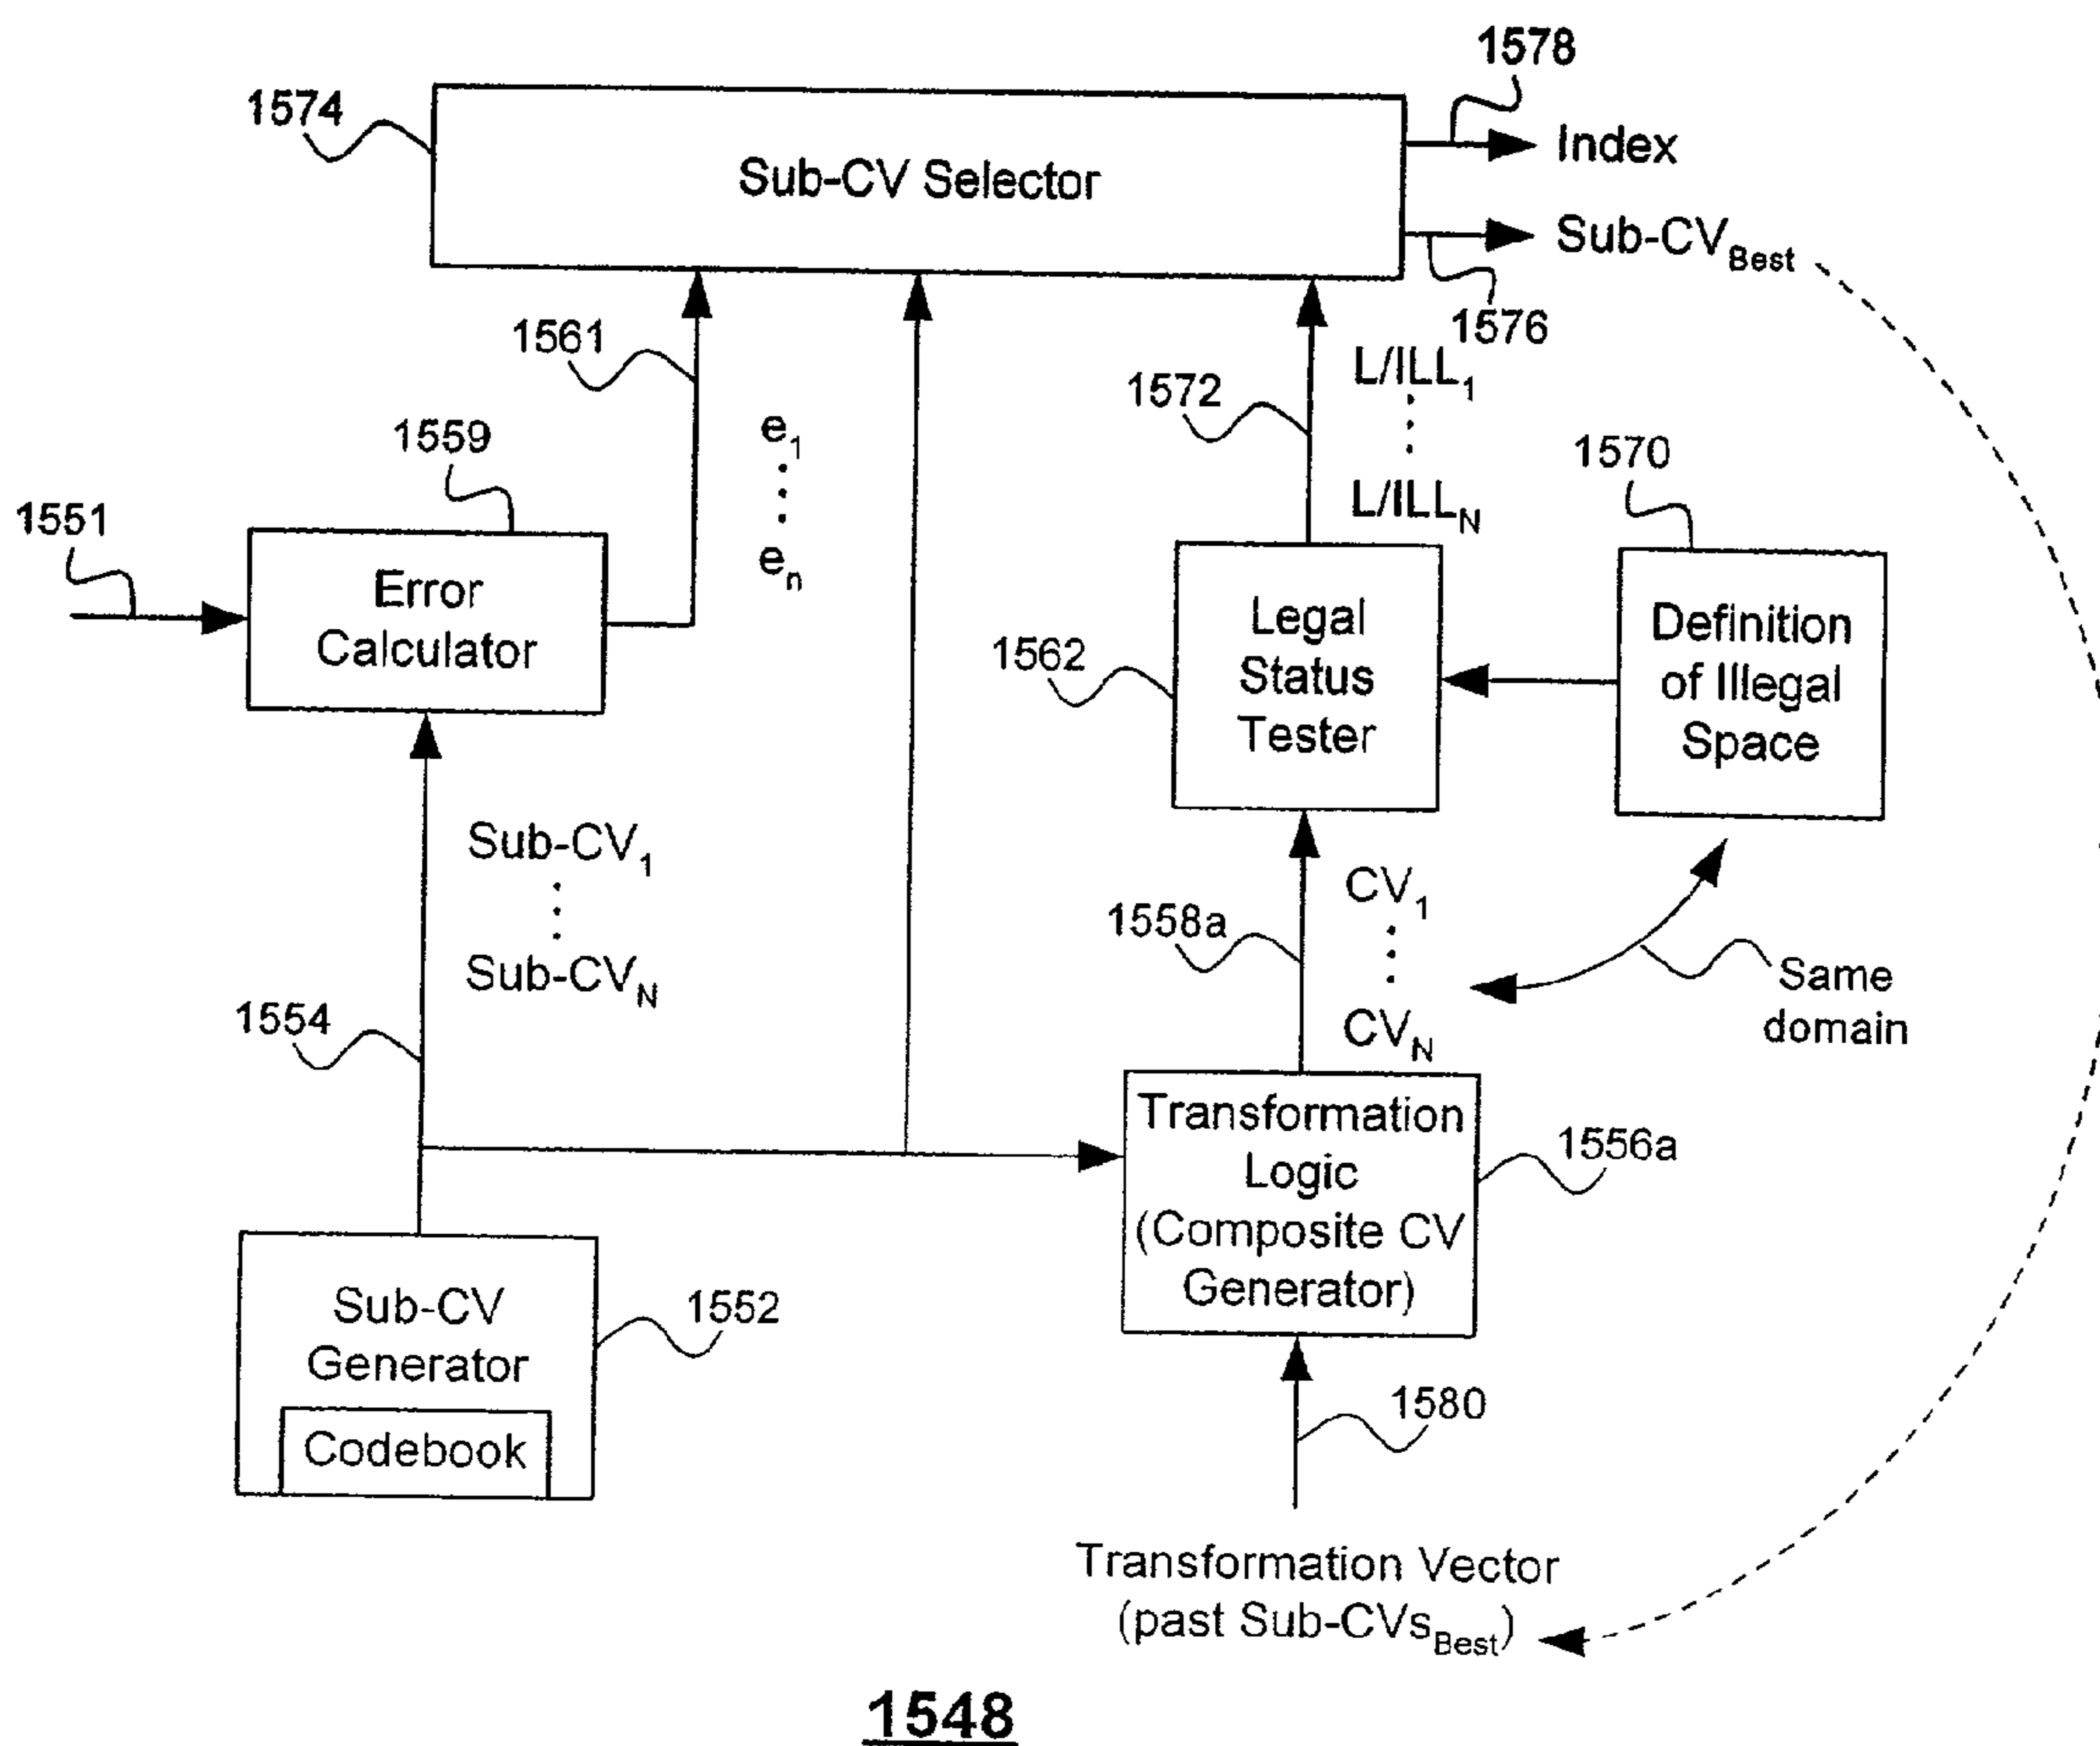 1578
1574
Index
Sub-CV Selector
Sub-CV_Best
1576
1561
L/ILL_1
1572
e_1
1559
1570
L/ILL_N
1551
e_n
Error
Calculator
Legal
Status
Tester
Definition
of Illegal
Space
1562
Sub-CV_1
CV_1
1558a
Sub-CV_N
Same
domain
1554
CV_N
Transformation
Logic
(Composite CV
Generator)
1556a
Sub-CV
Generator
1552
Codebook
1580
Transformation Vector
(past Sub-CVs_Best)
1548